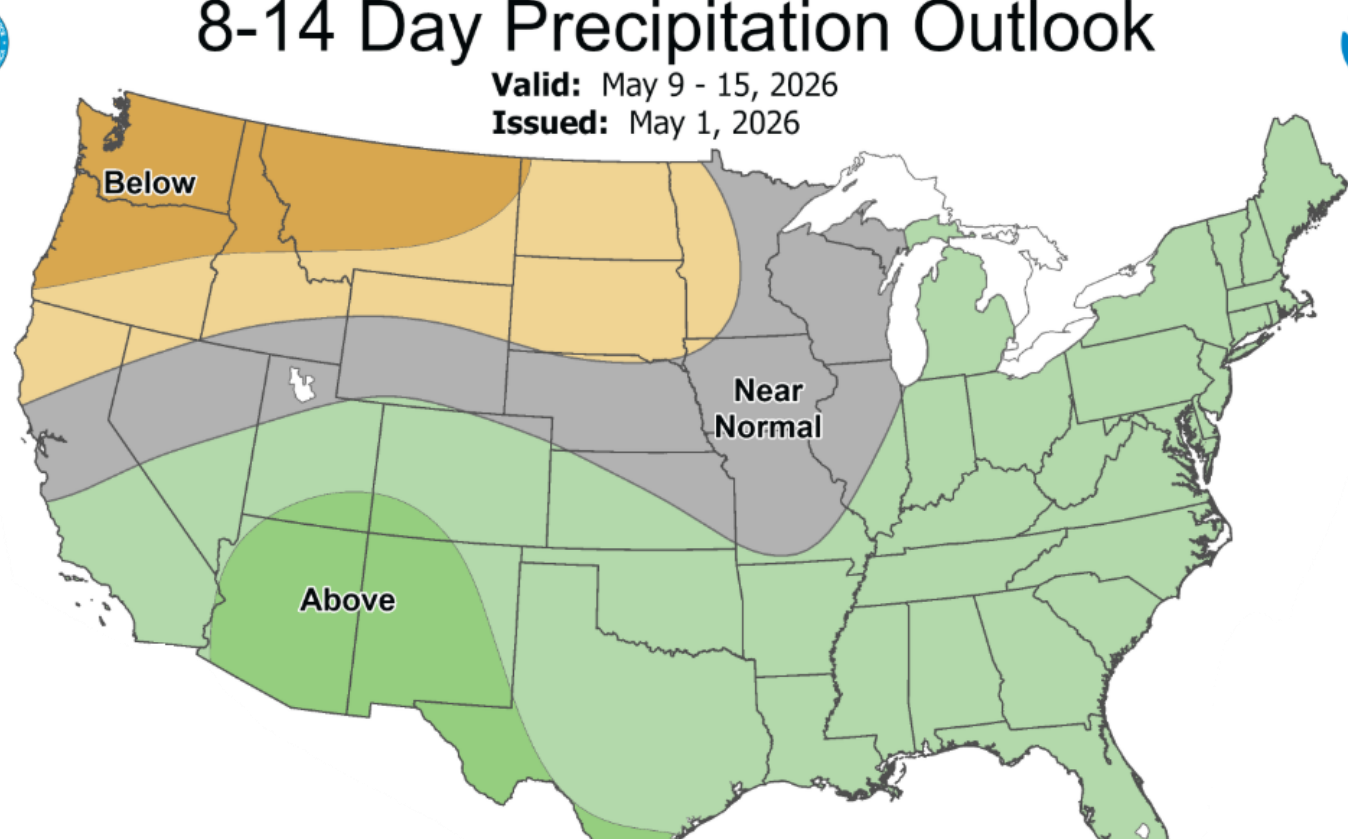 8-14 Day Precipitation Outlook
Valid: May 9 - 15, 2026
Issued: May 1, 2026
Below
Near
Normal
Above